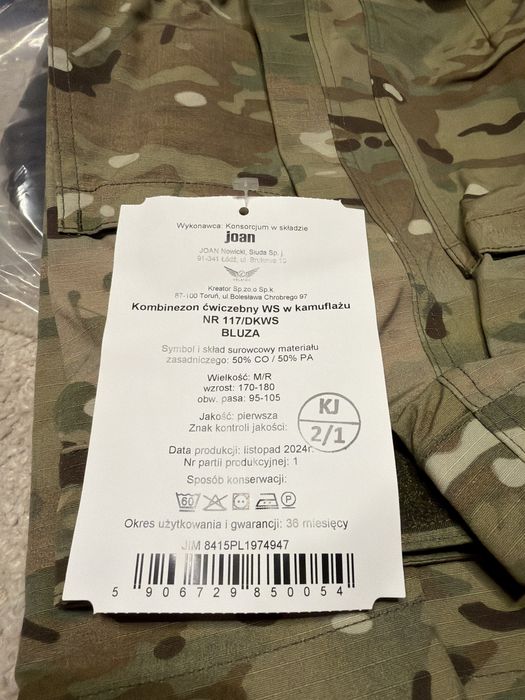 Wykonawca: Konsorcjum w składzie
joan
JOAN Nowicki, Siuda Sp. j.
91-341 Łódź, ul. Brukowa 10
KREATOR
Kreator Sp.zo.o Sp.k.
87-100 Toruń, ul.Bolesława Chrobrego 97
Kombinezon ćwiczebny WS w kamuflażu
NR 117/DKWS
BLUZA
Symbol i skład surowcowy materiału
zasadniczego: 50% CO / 50% PA
Wielkość: M/R
wzrost: 170-180
obw. pasa: 95-105
Jakość: pierwsza
Znak kontroli jakości:
KJ
2/1
Data produkcji: listopad 2024r.
Nr partii produkcyjnej: 1
Sposób konserwacji:
60
P
Okres użytkowania i gwarancji: 36 miesięcy
JIM 8415PL1974947
5 906729 850054